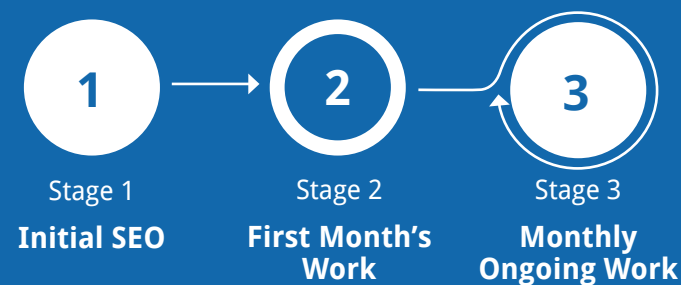 1
2
3
Stage 1
Stage 2
Stage 3
Initial SEO
First Month’s
Work
Monthly
Ongoing Work